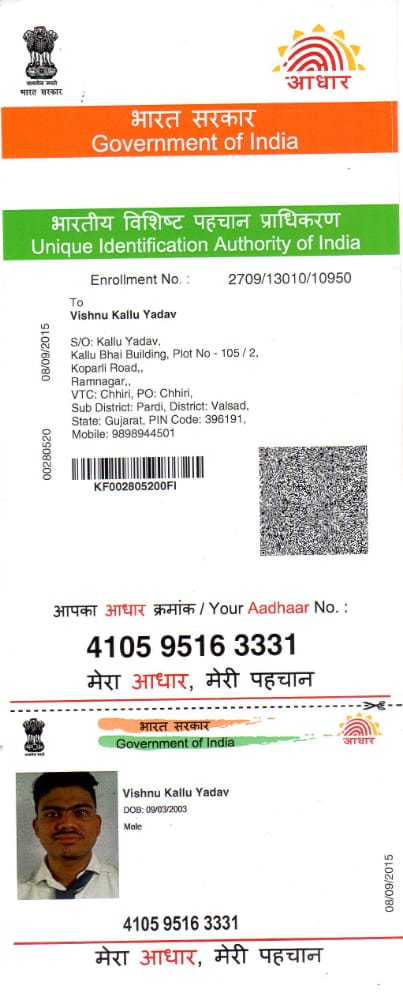 सत्यमेव जयते
भारत सरकार
आधार
भारत सरकार
Government of India
भारतीय विशिष्ट पहचान प्राधिकरण
Unique Identification Authority of India
Enrollment No. : 2709/13010/10950
To
Vishnu Kallu Yadav
S/O: Kallu Yadav,
Kallu Bhai Building, Plot No - 105 / 2,
Koparli Road,,
Ramnagar,,
VTC: Chhiri, PO: Chhiri,
Sub District: Pardi, District: Valsad,
State: Gujarat, PIN Code: 396191,
Mobile: 9898944501
08/09/2015
00280520
KF002805200FI
आपका आधार क्रमांक / Your Aadhaar No. :
4105 9516 3331
मेरा आधार, मेरी पहचान
भारत सरकार
Government of India
आधार
Vishnu Kallu Yadav
DOB: 09/03/2003
Male
08/09/2015
4105 9516 3331
मेरा आधार, मेरी पहचान